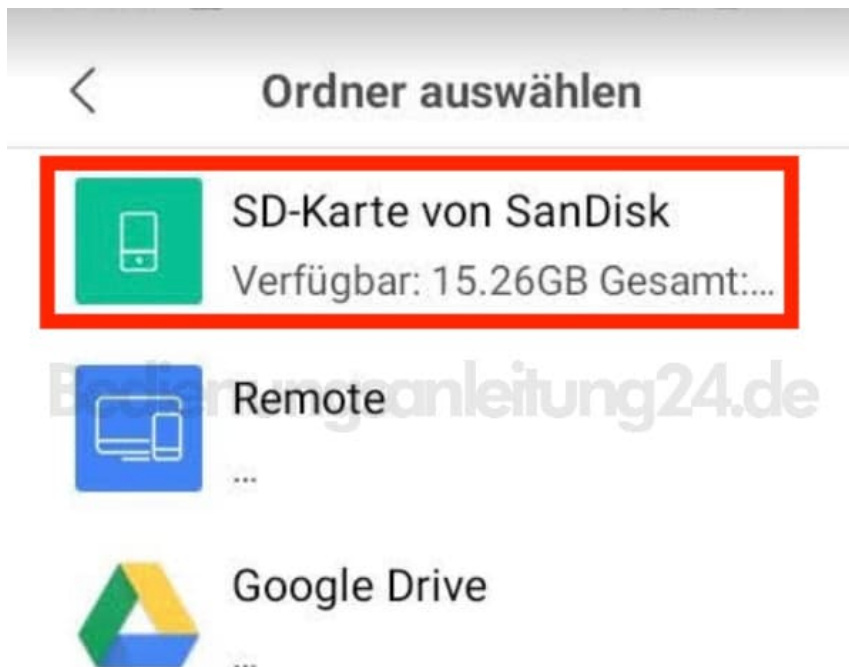 Ordner auswählen
SD-Karte von SanDisk
Verfügbar: 15.26GB Gesamt:...
Bedienungsanleitung24.de
Remote
...
Google Drive
...